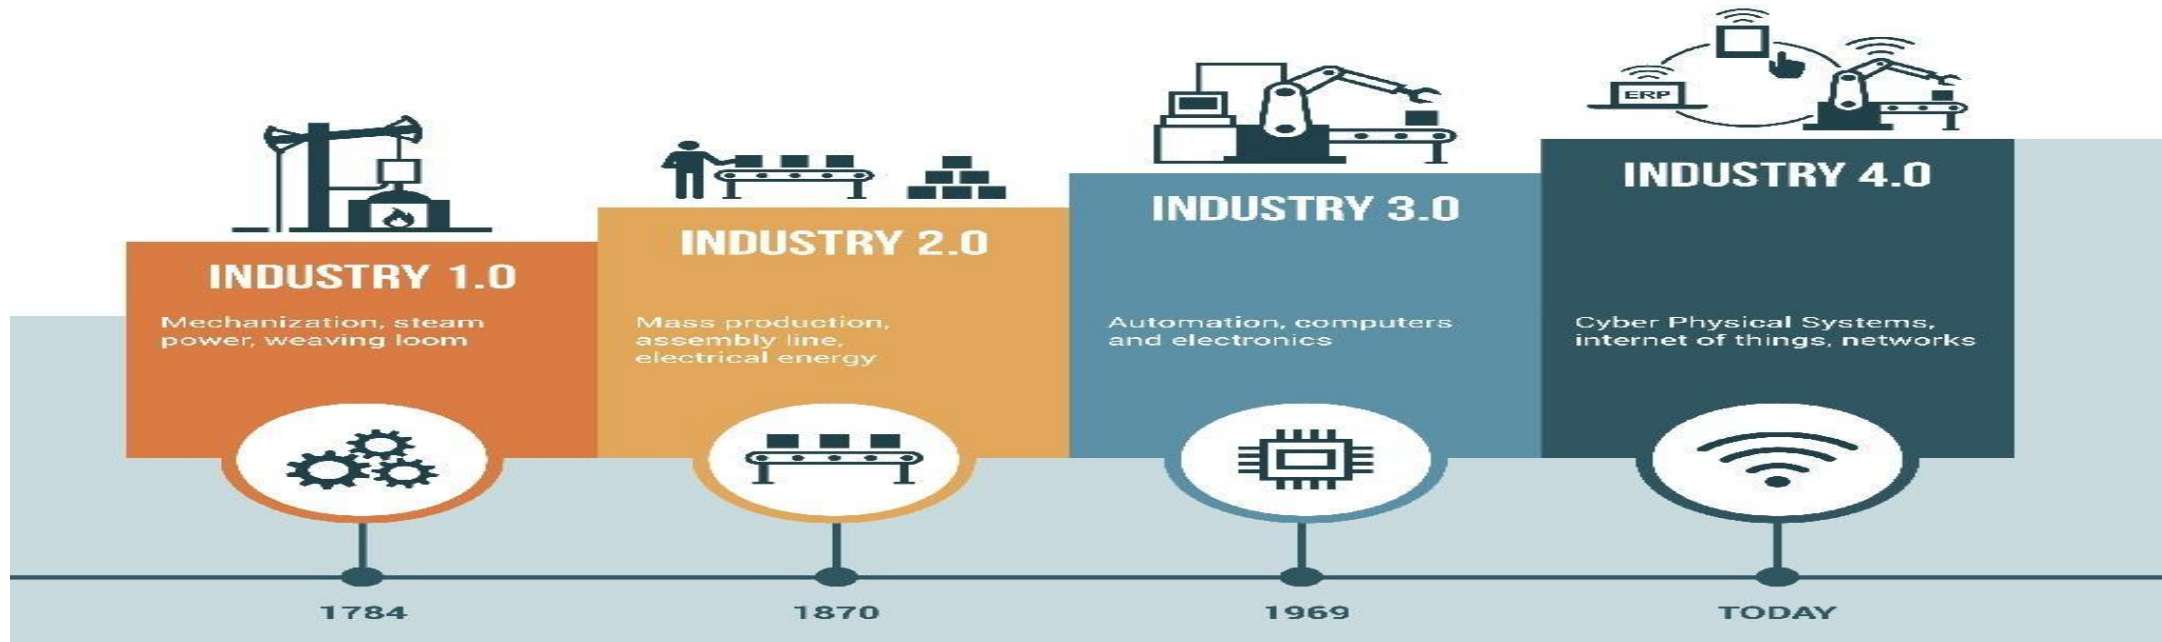 ERP
INDUSTRY 1.0
Mechanization, steam
power, weaving loom
INDUSTRY 2.0
Mass production,
assembly line,
electrical energy
INDUSTRY 3.0
Automation, computers
and electronics
INDUSTRY 4.0
Cyber Physical Systems,
internet of things, networks
1784
1870
1969
TODAY